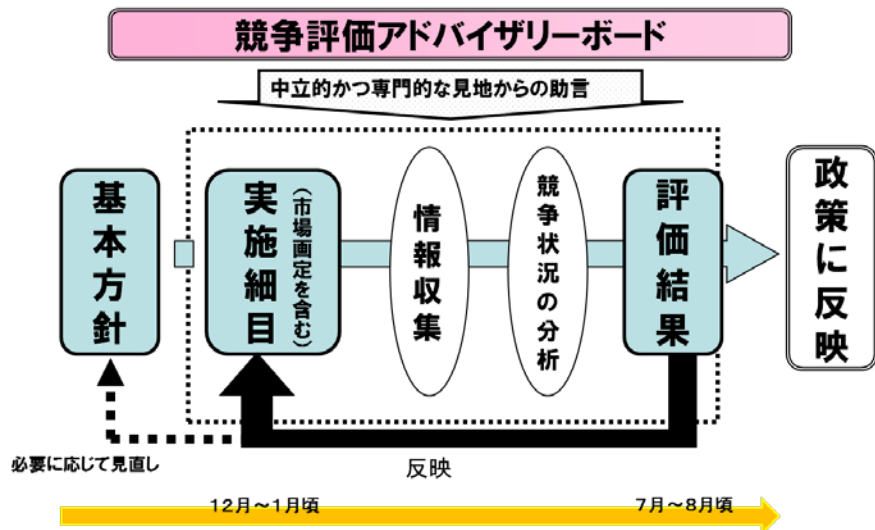 競争評価アドバイザリーボード
中立的かつ専門的な見地からの助言
基本方針
実施細目
（市場画定を含む）
情報収集
競争状況の分析
評価結果
政策に反映
必要に応じて見直し
反映
12月～1月頃
7月～8月頃